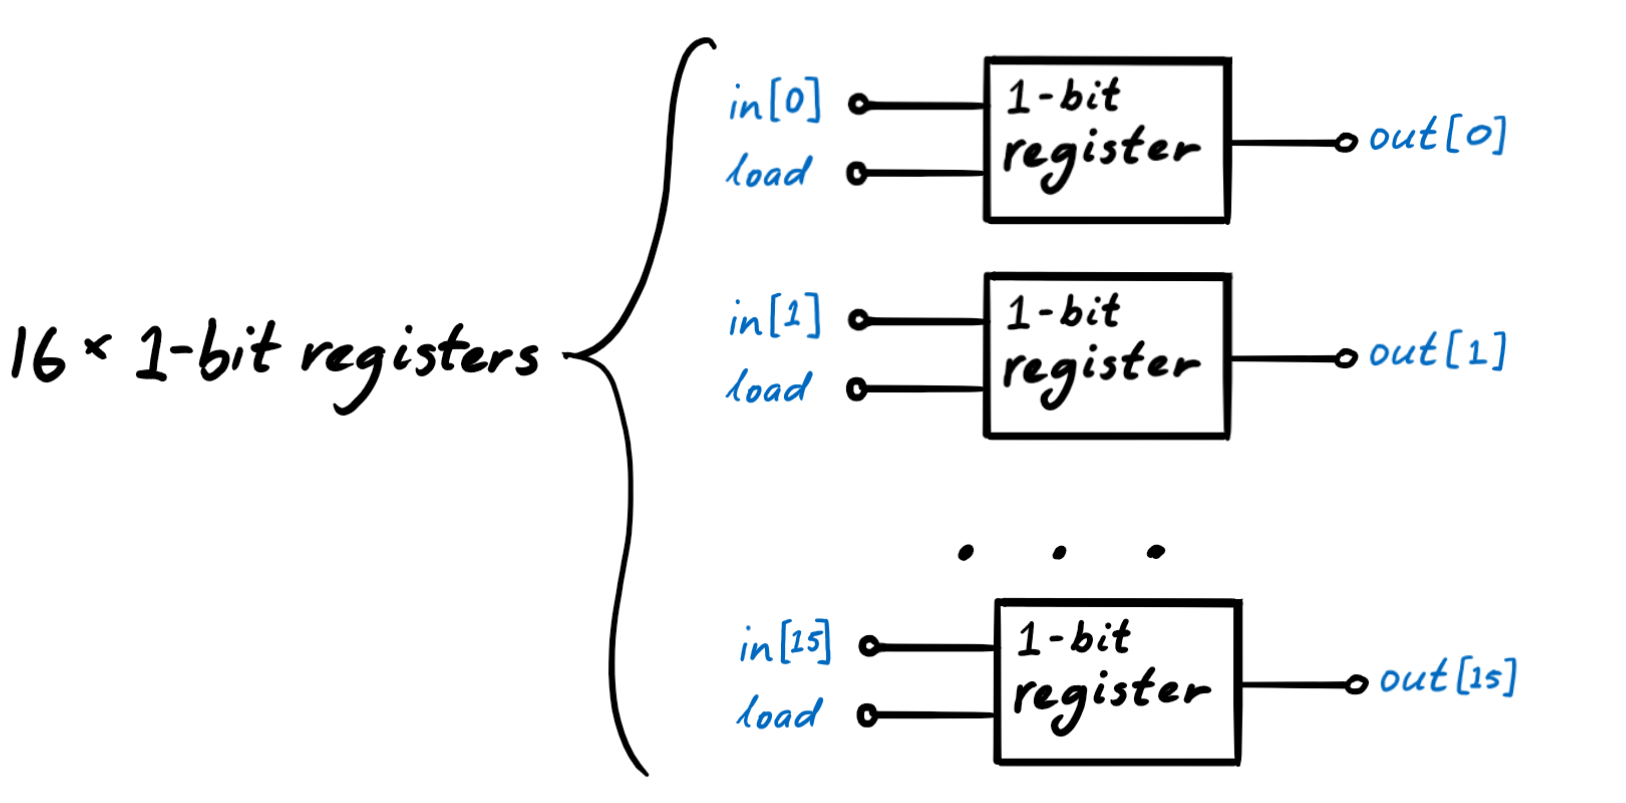 16 × 1-bit registers
in[0]
load
1-bit
register
out[0]
in[1]
load
1-bit
register
out[1]
. . .
in[15]
load
1-bit
register
out[15]